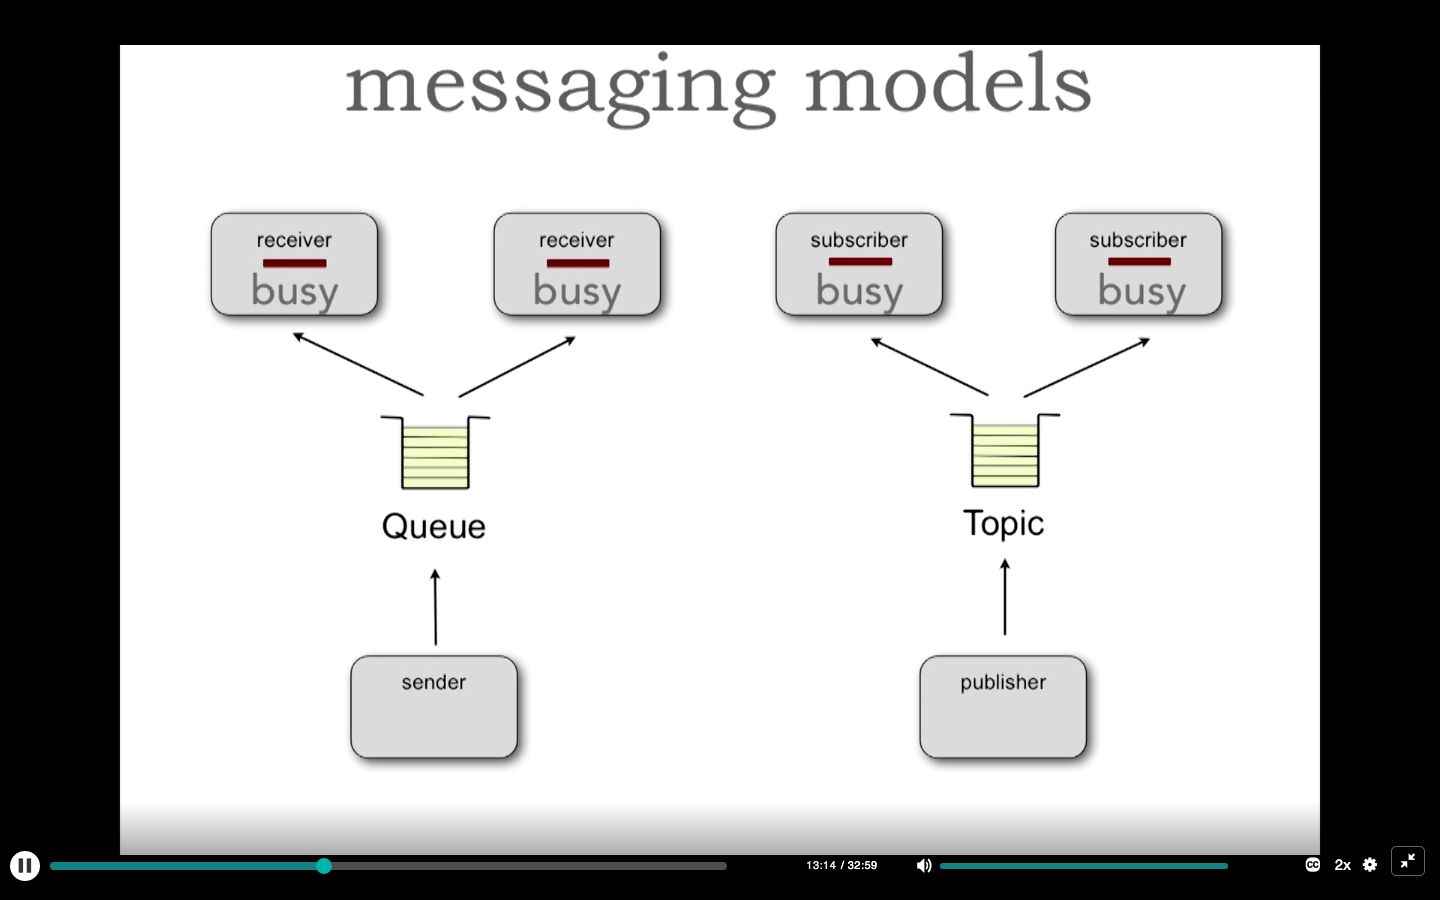 messaging models
receiver
busy
receiver
busy
subscriber
busy
subscriber
busy
Queue
Topic
sender
publisher
13:14 / 32:59
CC
2x